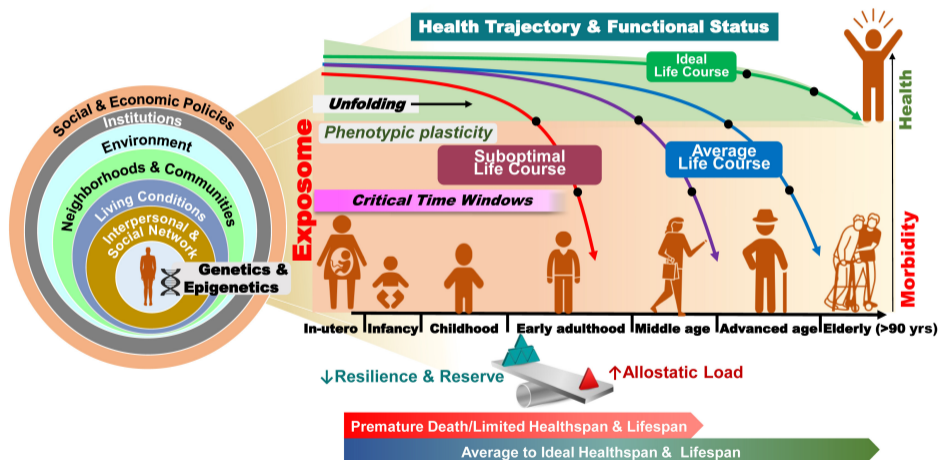 Health Trajectory & Functional Status
Ideal
Life Course
Unfolding
Phenotypic plasticity
Suboptimal
Life Course
Average
Life Course
Critical Time Windows
Exposome
Health
Morbidity
Social & Economic Policies
Institutions
Environment
Neighborhoods & Communities
Living Conditions
Interpersonal &
Social Network
Genetics &
Epigenetics
In-utero
Infancy
Childhood
Early adulthood
Middle age
Advanced age
Elderly (>90 yrs)
↓Resilience & Reserve
↑Allostatic Load
Premature Death/Limited Healthspan & Lifespan
Average to Ideal Healthspan & Lifespan